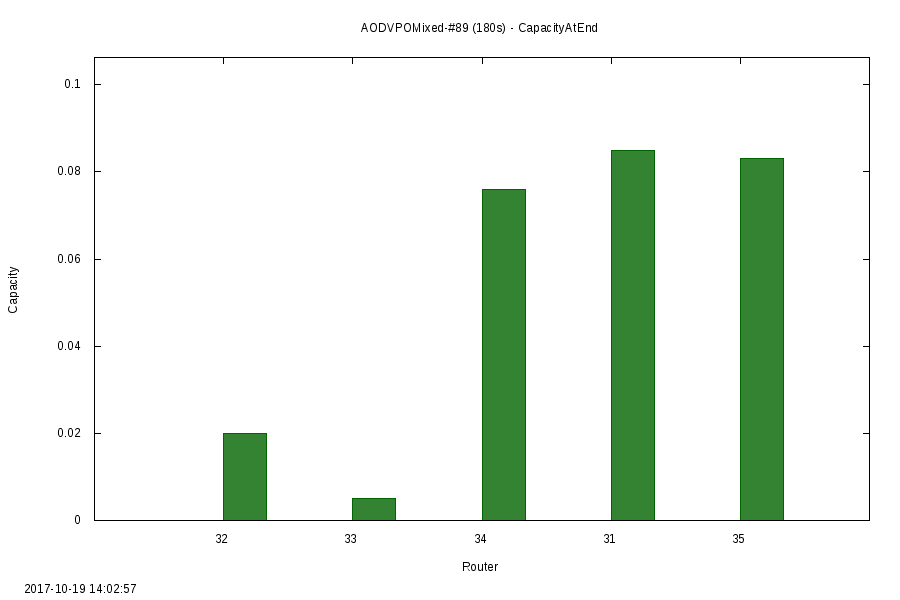 AODVPOMixed-#89 (180s) - CapacityAtEnd
0.1
0.08
0.06
0.04
0.02
0
Capacity
32 33 34 31 35
Router
2017-10-19 14:02:57